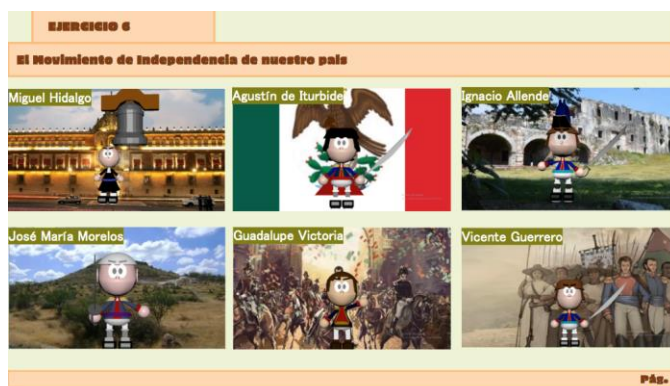 EJERCICIO 6
El Movimiento de Independencia de nuestro pais
Miguel Hidalgo
Agustín de Iturbide
Ignacio Allende
José María Morelos
Guadalupe Victoria
Vicente Guerrero
Pág.